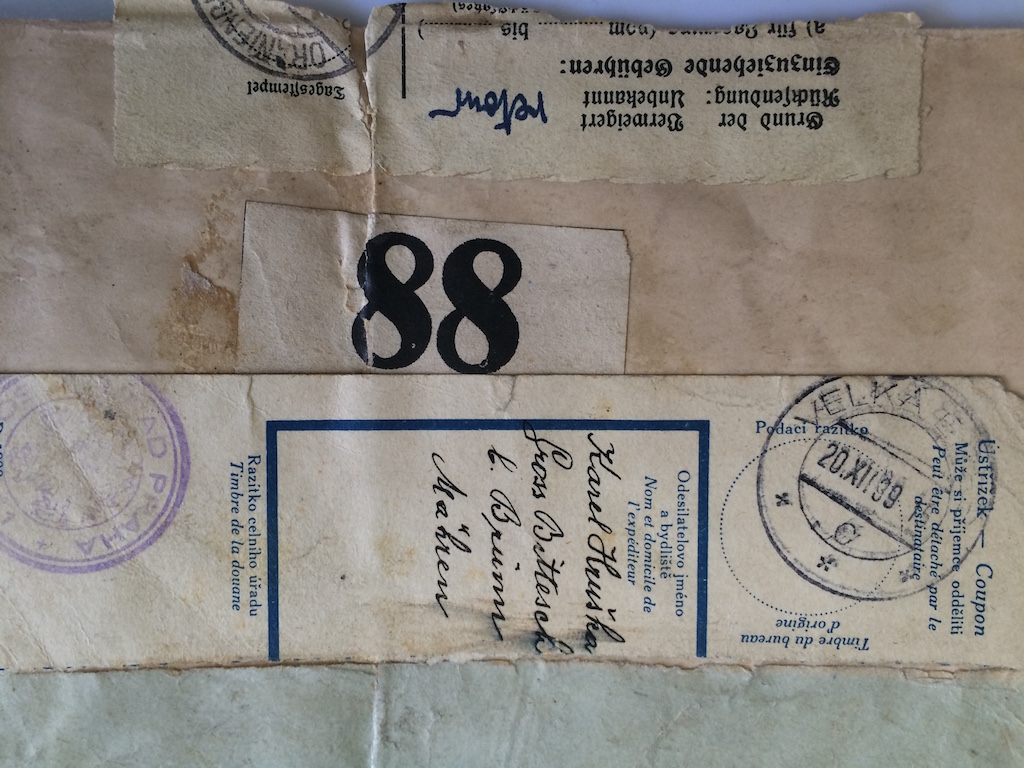 Grund der Verweigert
Rücksendung: Unbekannt
retour
Einzuziehende Gebühren:
a) für Lagerung (vom
bis
)
Tagesstempel
88
Ústřižek — Coupon
Může si příjemce odděliti
Peut être détaché par le
destinataire
Podací razítko
Timbre du bureau
d'origine
VELKÁ
20.XII 39
Odesilatelovo jméno
a bydliště
Nom et domicile de
l'expéditeur
Karel Hruška
Gross Bittesch
b. Brünn
Mähren
Razítko celního úřadu
Timbre de la douane
PRAHA